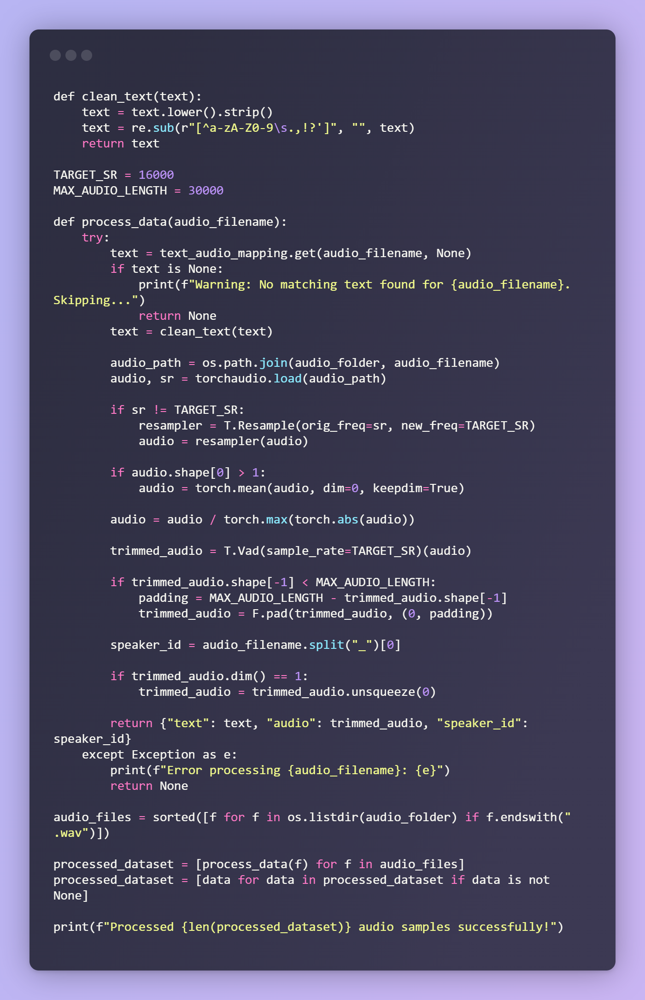 def clean_text(text):
    text = text.lower().strip()
    text = re.sub(r"[^a-zA-Z0-9\s.,!?']", "", text)
    return text

TARGET_SR = 16000
MAX_AUDIO_LENGTH = 30000

def process_data(audio_filename):
    try:
        text = text_audio_mapping.get(audio_filename, None)
        if text is None:
            print(f"Warning: No matching text found for {audio_filename}.
Skipping...")
            return None
        text = clean_text(text)

        audio_path = os.path.join(audio_folder, audio_filename)
        audio, sr = torchaudio.load(audio_path)

        if sr != TARGET_SR:
            resampler = T.Resample(orig_freq=sr, new_freq=TARGET_SR)
            audio = resampler(audio)

        if audio.shape[0] > 1:
            audio = torch.mean(audio, dim=0, keepdim=True)

        audio = audio / torch.max(torch.abs(audio))

        trimmed_audio = T.Vad(sample_rate=TARGET_SR)(audio)

        if trimmed_audio.shape[-1] < MAX_AUDIO_LENGTH:
            padding = MAX_AUDIO_LENGTH - trimmed_audio.shape[-1]
            trimmed_audio = F.pad(trimmed_audio, (0, padding))

        speaker_id = audio_filename.split("_")[0]

        if trimmed_audio.dim() == 1:
            trimmed_audio = trimmed_audio.unsqueeze(0)

        return {"text": text, "audio": trimmed_audio, "speaker_id":
speaker_id}
    except Exception as e:
        print(f"Error processing {audio_filename}: {e}")
        return None

audio_files = sorted([f for f in os.listdir(audio_folder) if f.endswith("
.wav")])

processed_dataset = [process_data(f) for f in audio_files]
processed_dataset = [data for data in processed_dataset if data is not
None]

print(f"Processed {len(processed_dataset)} audio samples successfully!")